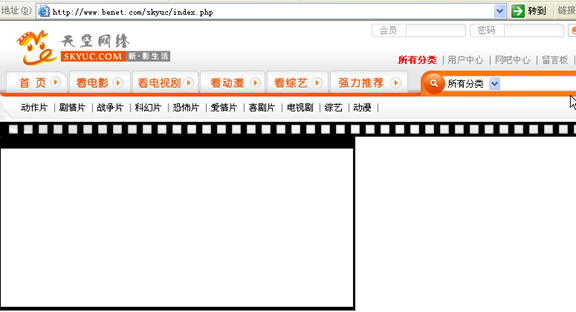 地址(D) http://www.benet.com/skyuc/index.php 转到 链接
会员 密码
天空网络
SKYUC.COM 新·影生活
所有分类 | 用户中心 | 网吧中心 | 留言板 |
首 页 看电影 看电视剧 看动漫 看综艺 强力推荐 所有分类
动作片 | 剧情片 | 战争片 | 科幻片 | 恐怖片 | 爱情片 | 喜剧片 | 电视剧 | 综艺 | 动漫 |